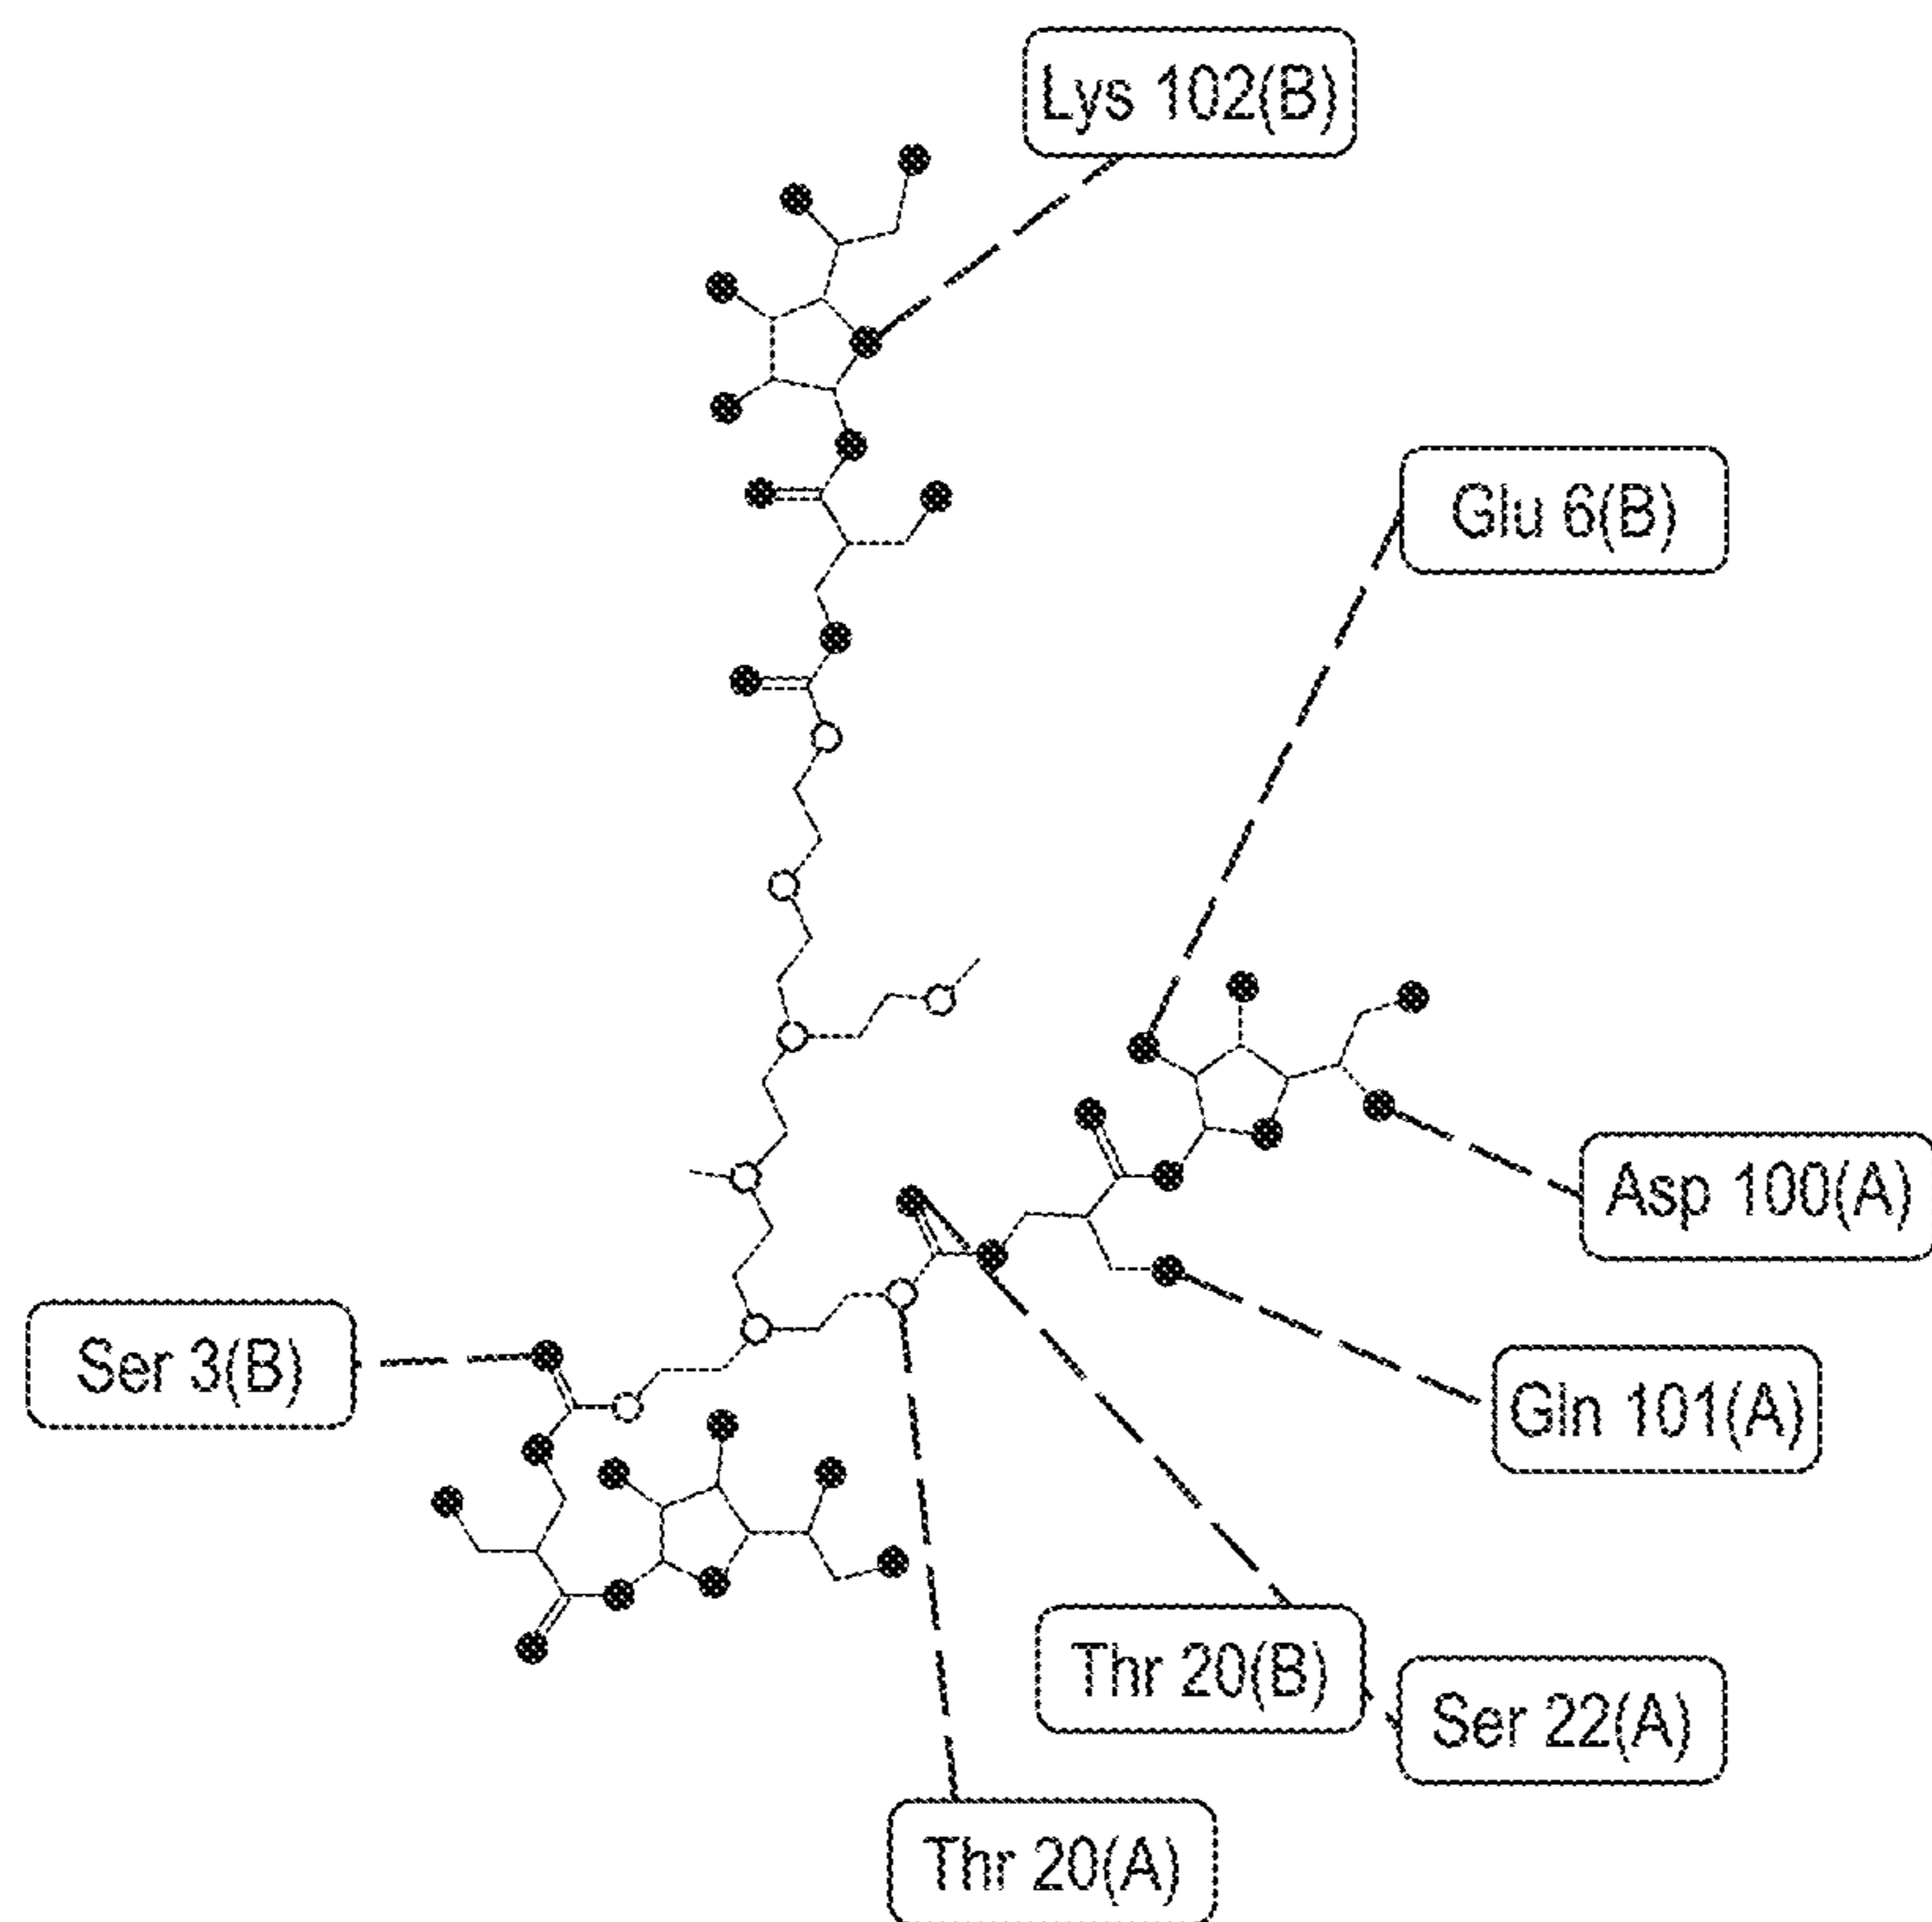 Lys 102(B)
Glu 6(B)
Asp 100(A)
Ser 3(B)
Gln 101(A)
Thr 20(B)
Ser 22(A)
Thr 20(A)